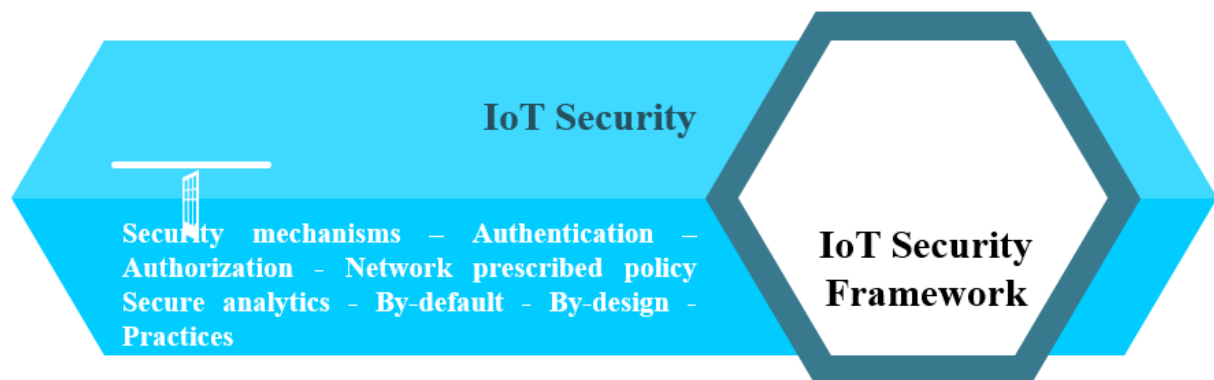 IoT Security
Security mechanisms – Authentication –
Authorization - Network prescribed policy
Secure analytics - By-default - By-design -
Practices
IoT Security
Framework